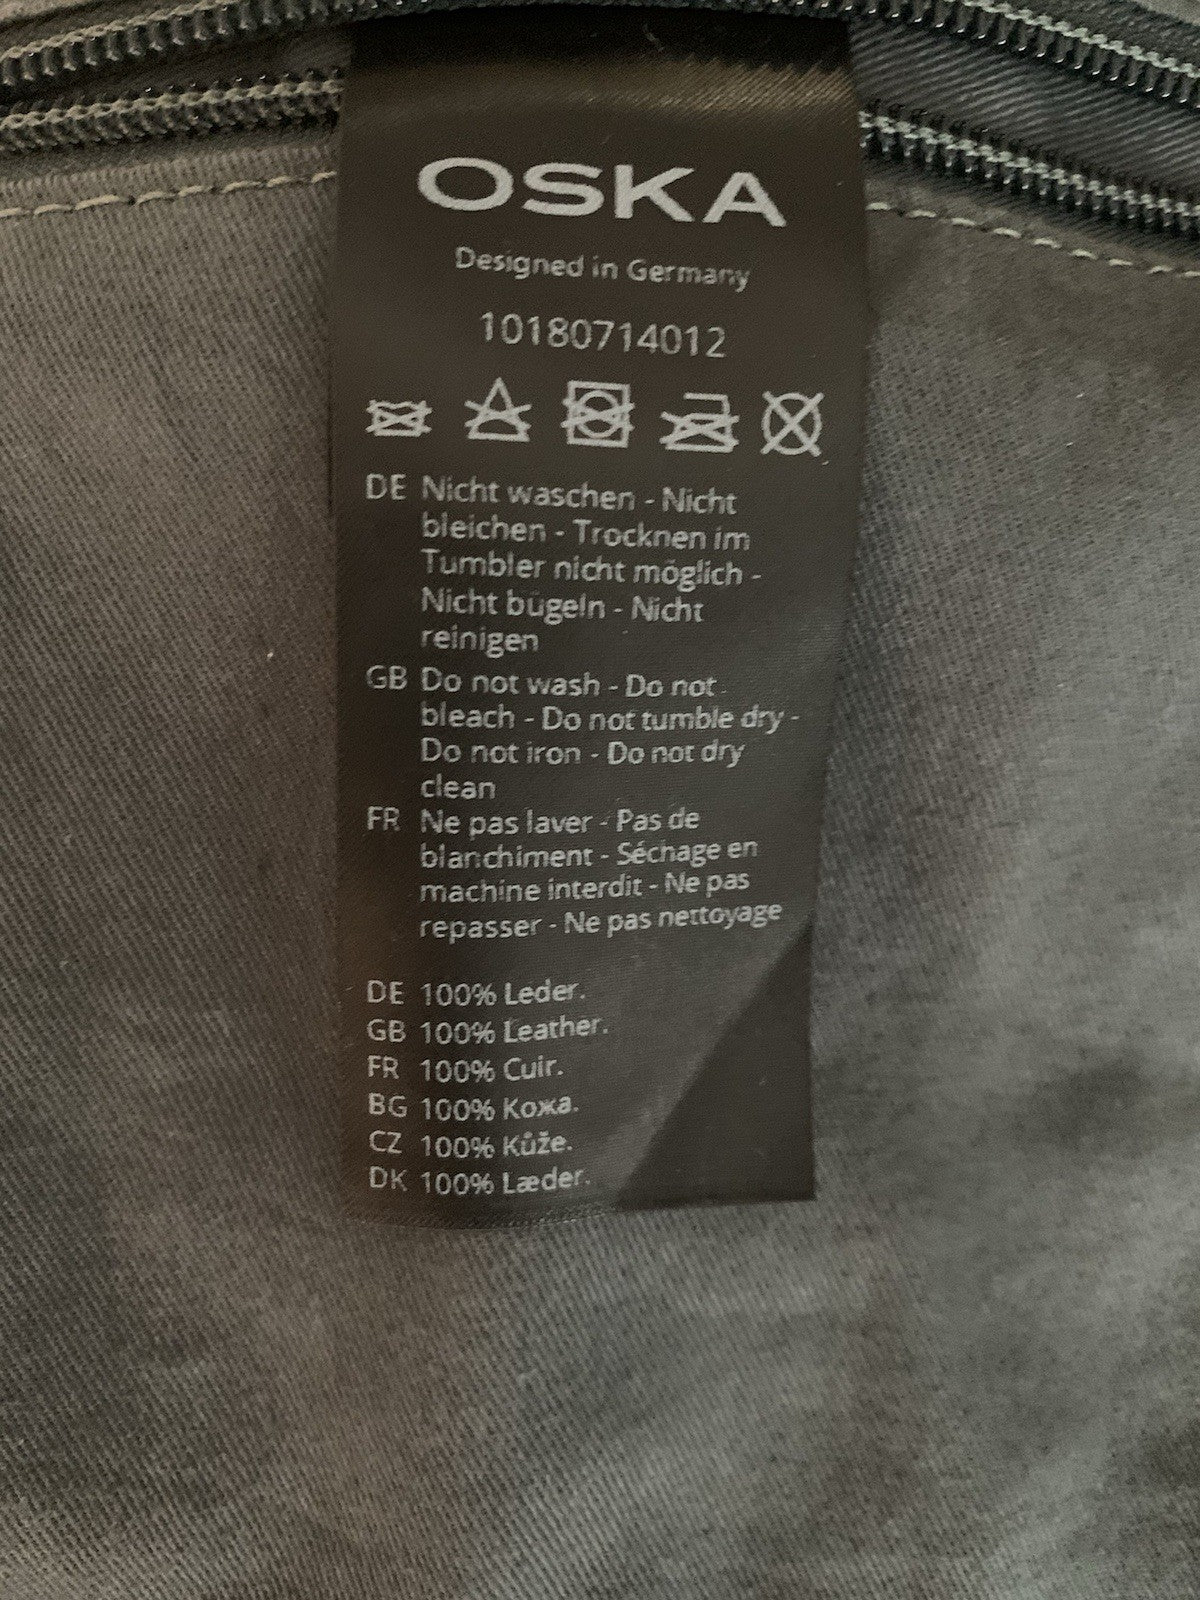 OSKA
Designed in Germany
10180714012
DE Nicht waschen - Nicht
bleichen - Trocknen im
Tumbler nicht möglich -
Nicht bügeln - Nicht
reinigen
GB Do not wash - Do not
bleach - Do not tumble dry -
Do not iron - Do not dry
clean
FR Ne pas laver - Pas de
blanchiment - Séchage en
machine interdit - Ne pas
repasser - Ne pas nettoyage
DE 100% Leder.
GB 100% Leather.
FR 100% Cuir.
BG 100% Кожа.
CZ 100% Kůže.
DK 100% Læder.